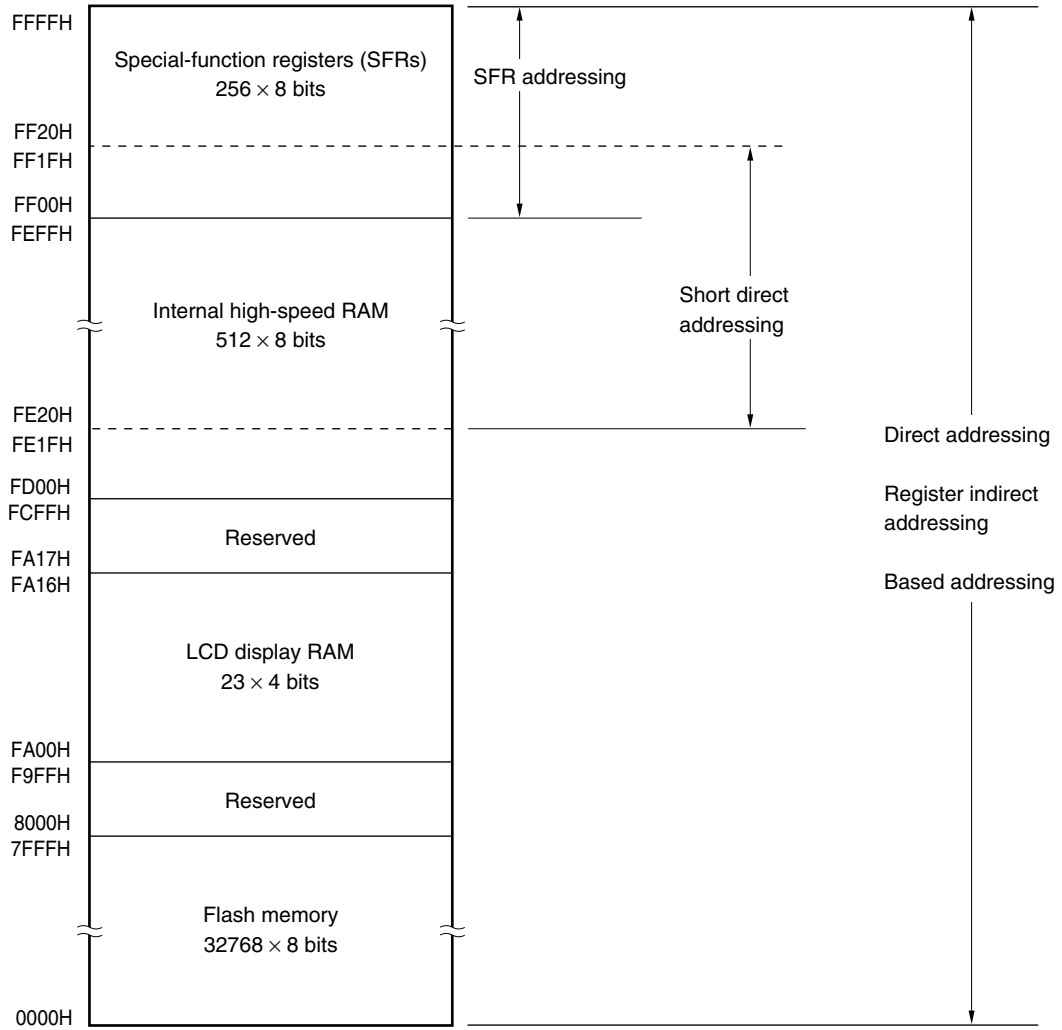 FFFFH
Special-function registers (SFRs)
256 × 8 bits
SFR addressing
FF20H
FF1FH
FF00H
FEFFH
Internal high-speed RAM
512 × 8 bits
Short direct
addressing
FE20H
FE1FH
Direct addressing
Register indirect
addressing
Based addressing
FD00H
FCFFH
Reserved
FA17H
FA16H
LCD display RAM
23 × 4 bits
FA00H
F9FFH
Reserved
8000H
7FFFH
Flash memory
32768 × 8 bits
0000H